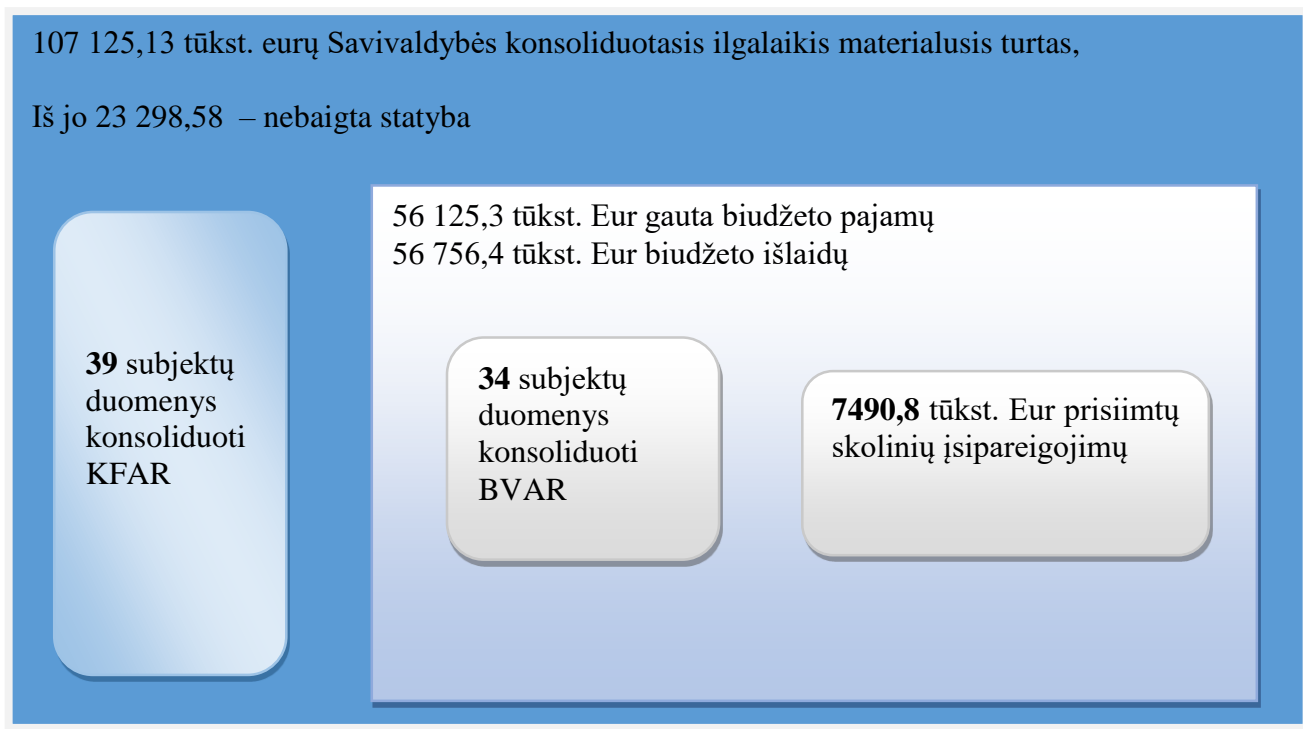 107 125,13 tūkst. eurų Savivaldybės konsoliduotasis ilgalaikis materialusis turtas,
Iš jo 23 298,58 – nebaigta statyba
56 125,3 tūkst. Eur gauta biudžeto pajamų
56 756,4 tūkst. Eur biudžeto išlaidų
39 subjektų
duomenys
konsoliduoti
KFAR
34 subjektų
duomenys
konsoliduoti
BVAR
7490,8 tūkst. Eur prisiimtų
skolinių įsipareigojimų